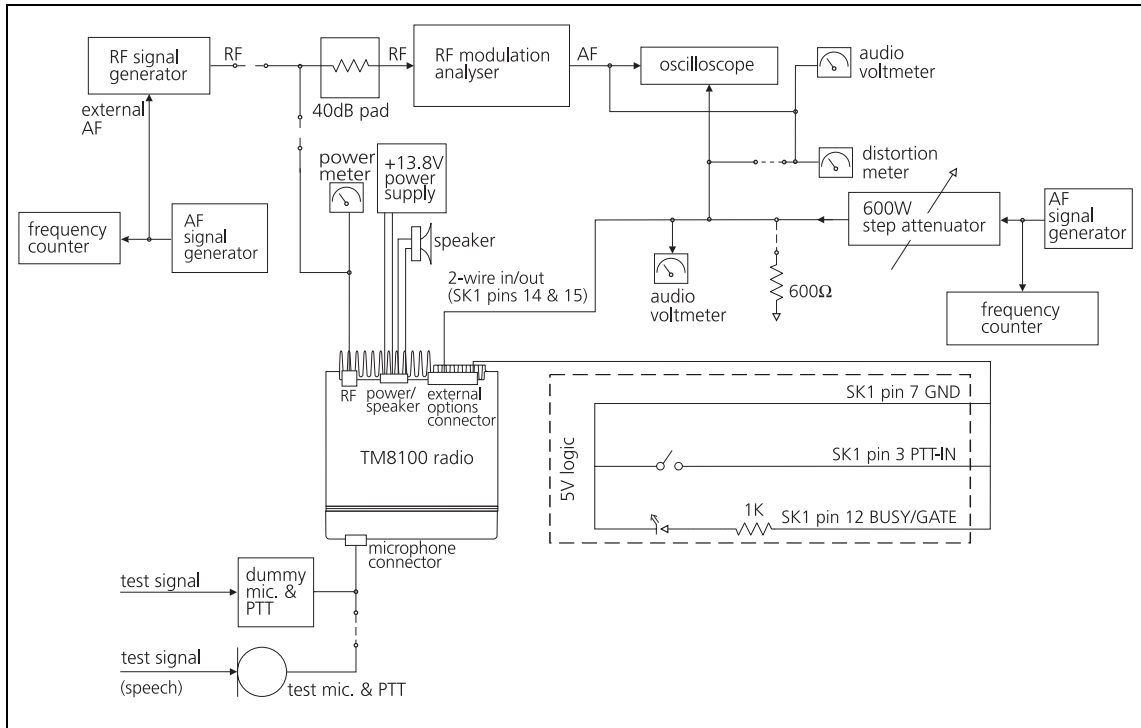 RF signal
generator
RF
external
AF
40dB pad
RF
RF modulation
analyser
AF
oscilloscope
audio
voltmeter
distortion
meter
frequency
counter
AF
signal
generator
power
meter
+13.8V
power
supply
speaker
2-wire in/out
(SK1 pins 14 & 15)
audio
voltmeter
600Ω
600W
step attenuator
AF
signal
generator
frequency
counter
RF
power/
speaker
external
options
connector
TM8100 radio
5V logic
SK1 pin 7 GND
SK1 pin 3 PTT-IN
1K
SK1 pin 12 BUSY/GATE
microphone
connector
test signal
dummy
mic. &
PTT
test signal
(speech)
test mic. & PTT